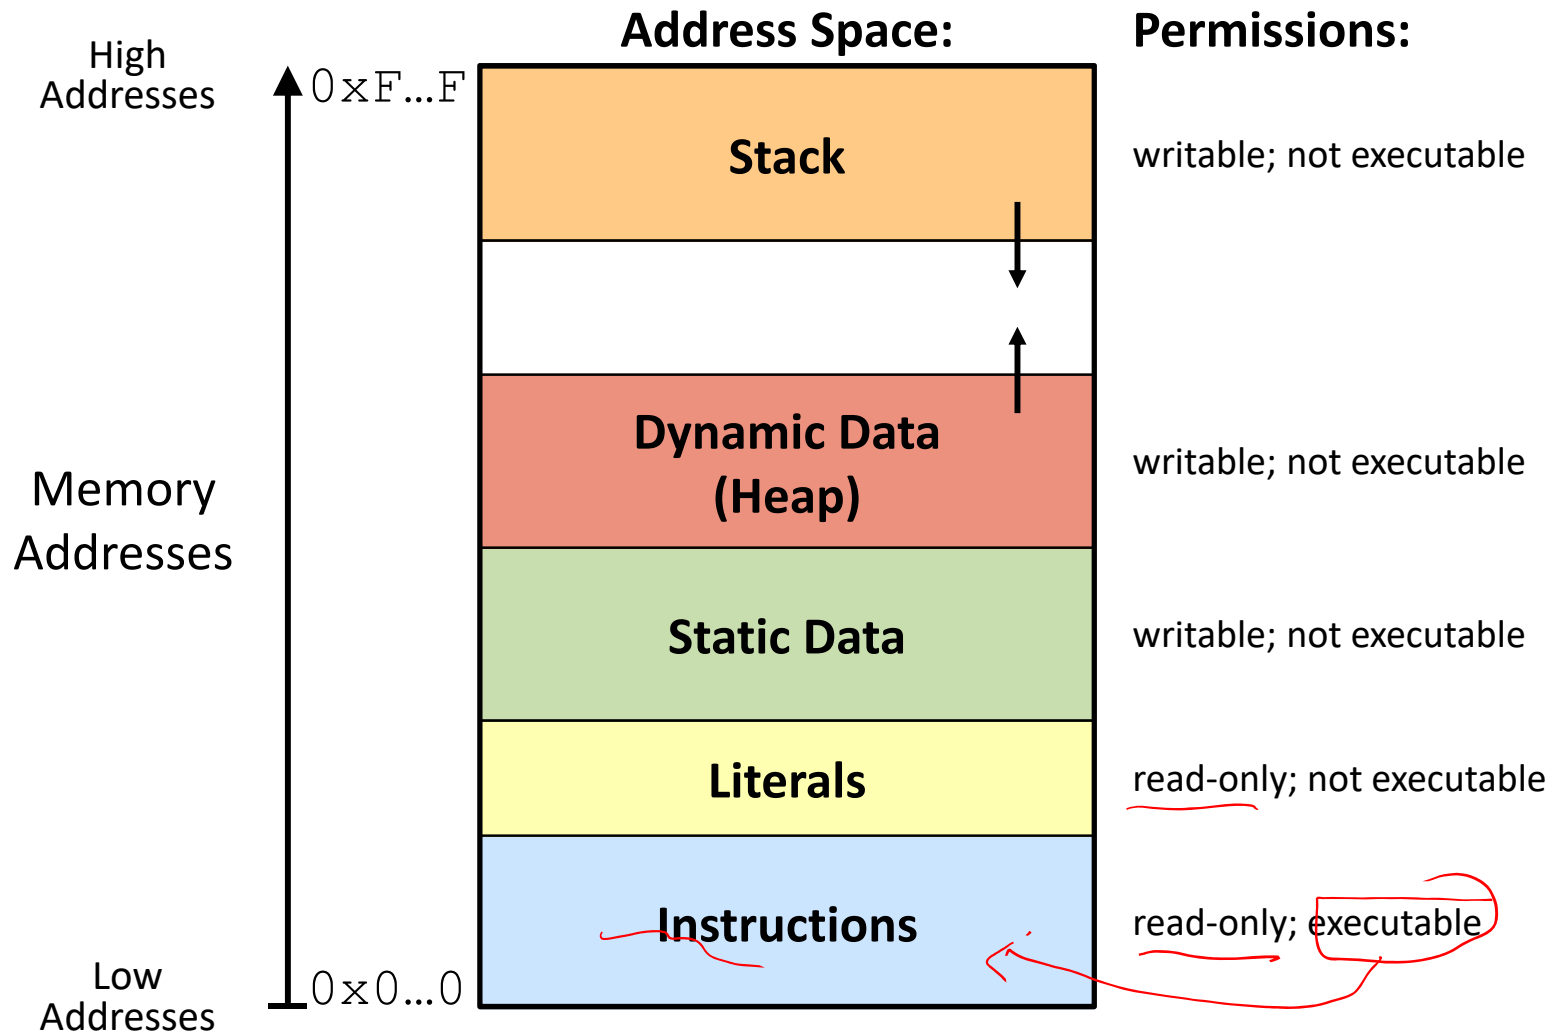 Address Space:
Permissions:
High
Addresses
0xF…F
Stack
writable; not executable
Dynamic Data
(Heap)
writable; not executable
Memory
Addresses
Static Data
writable; not executable
Literals
read-only; not executable
Instructions
read-only; executable
Low
Addresses
0x0…0